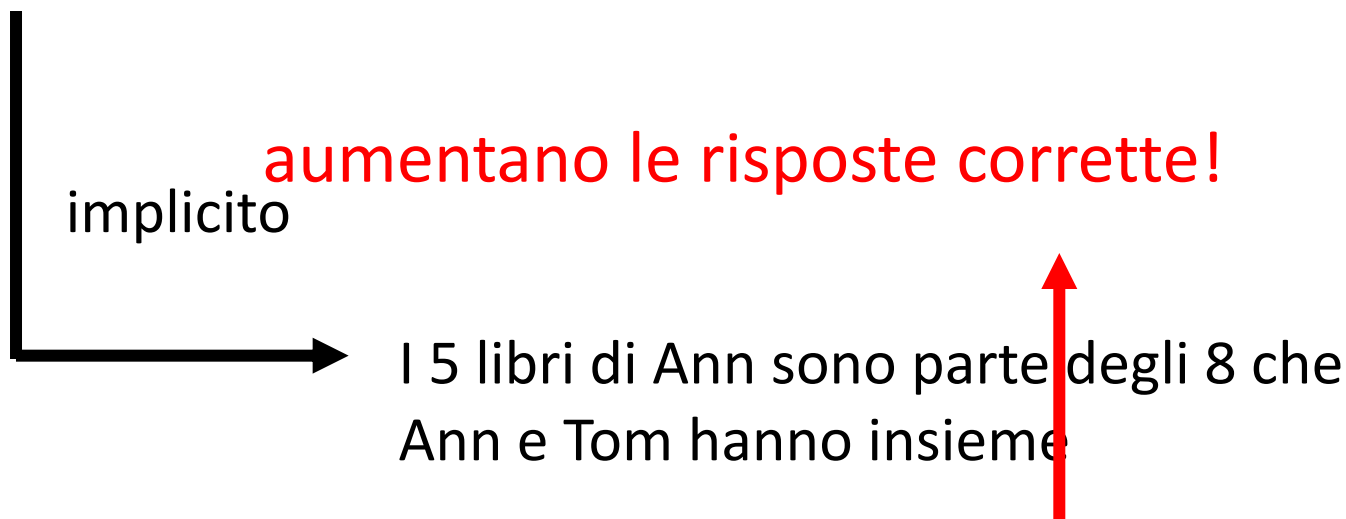 aumentano le risposte corrette!
implicito
I 5 libri di Ann sono parte degli 8 che
Ann e Tom hanno insieme